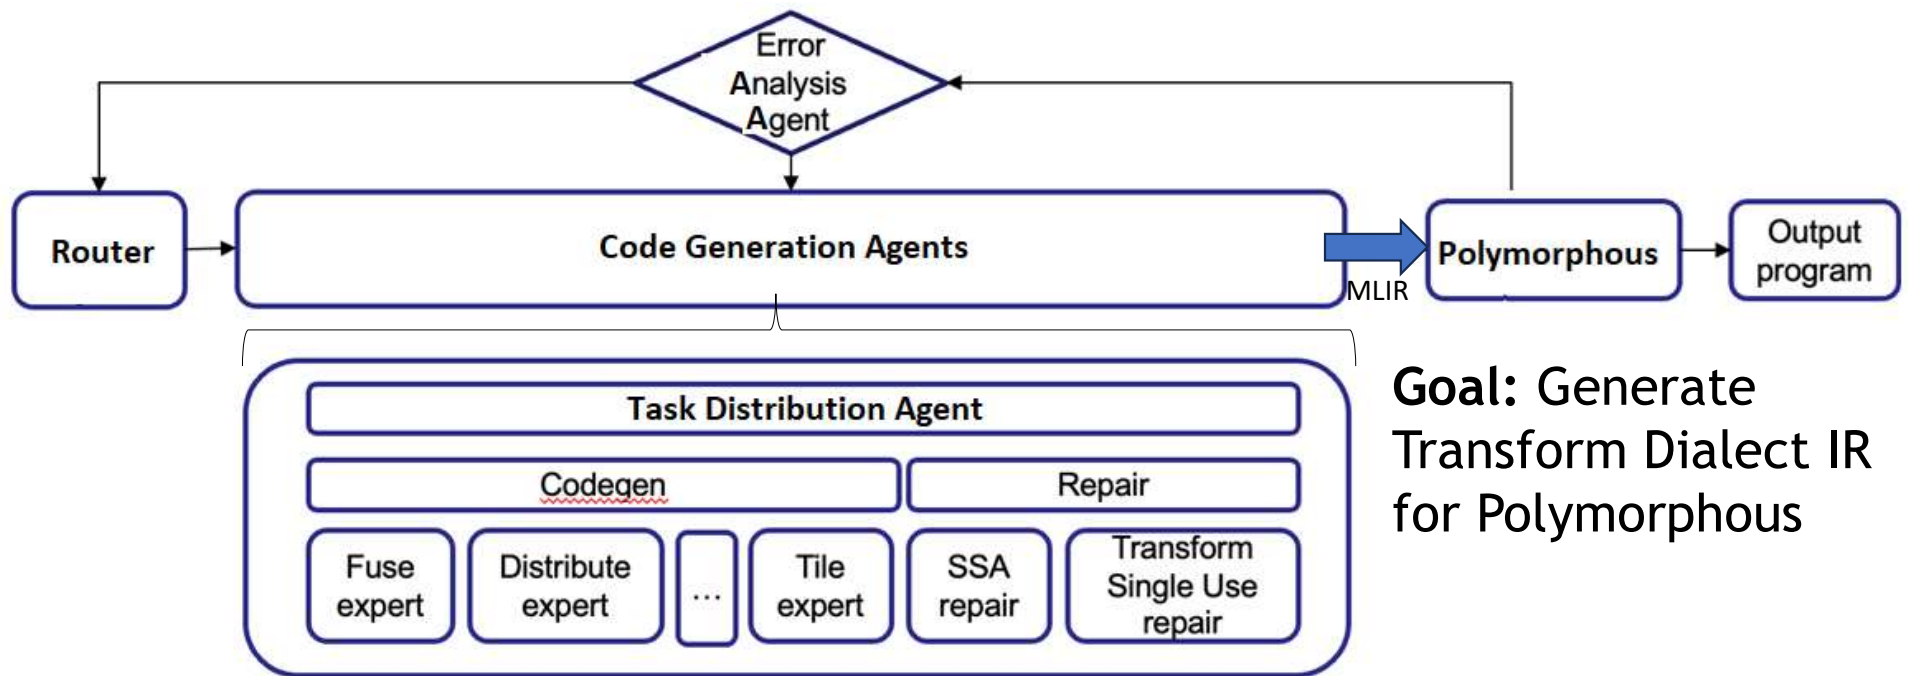 Error
Analysis
Agent
Router
Code Generation Agents
MLIR
Polymorphous
Output
program
Task Distribution Agent
Codegen
Repair
Fuse
expert
Distribute
expert
...
Tile
expert
SSA
repair
Transform
Single Use
repair
Goal: Generate
Transform Dialect IR
for Polymorphous